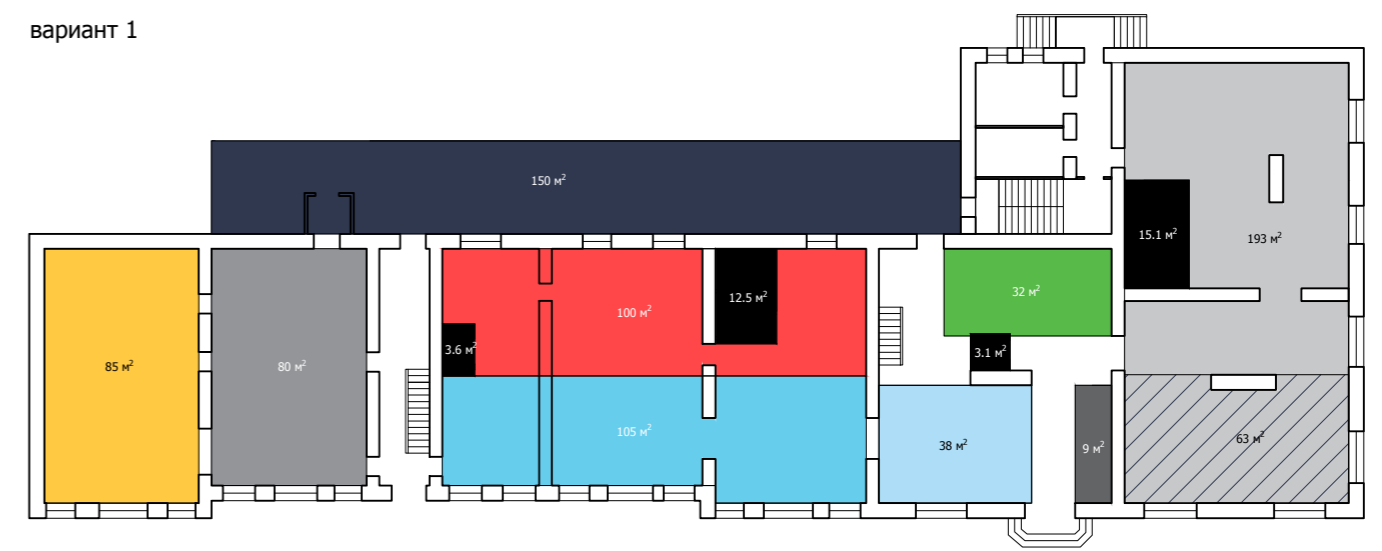 вариант 1
150 м²
15.1 м²
193 м²
32 м²
12.5 м²
100 м²
3.6 м²
3.1 м²
85 м²
80 м²
105 м²
38 м²
9 м²
63 м²